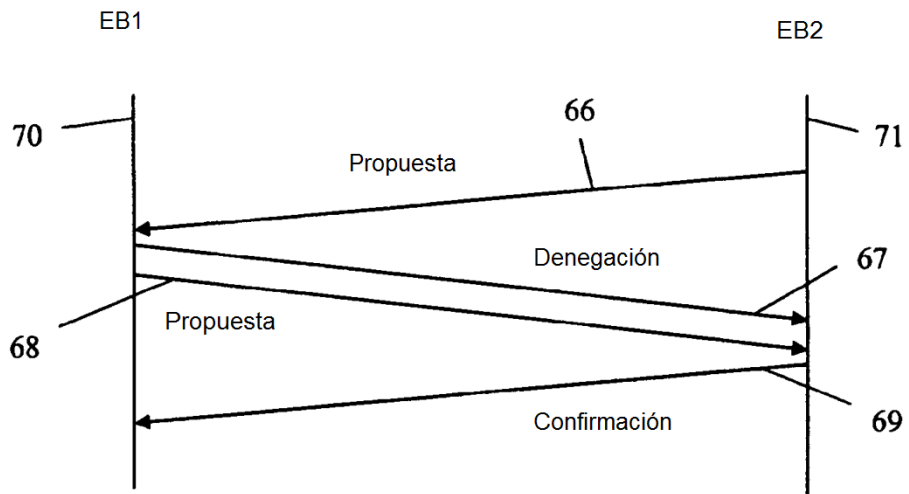 EB1
EB2
66
70
71
Propuesta
Denegación
67
Propuesta
68
Confirmación
69